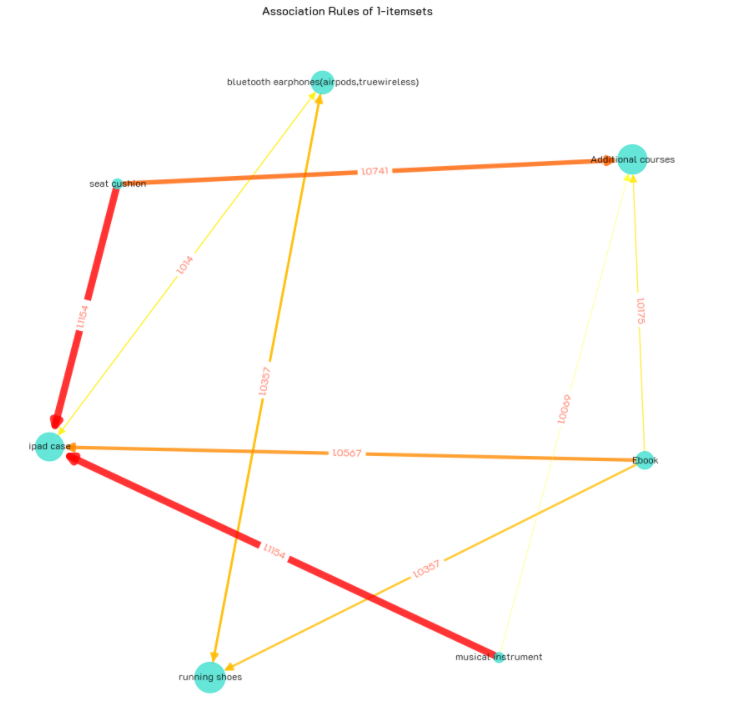 Association Rules of 1-itemsets
bluetooth earphones(airpods,truewireless)
Additional courses
1.0741
seat cushion
1.014
1.1154
1.0175
1.0357
1.0069
ipad case
1.0567
Ebook
1.1154
1.0357
musical instrument
running shoes